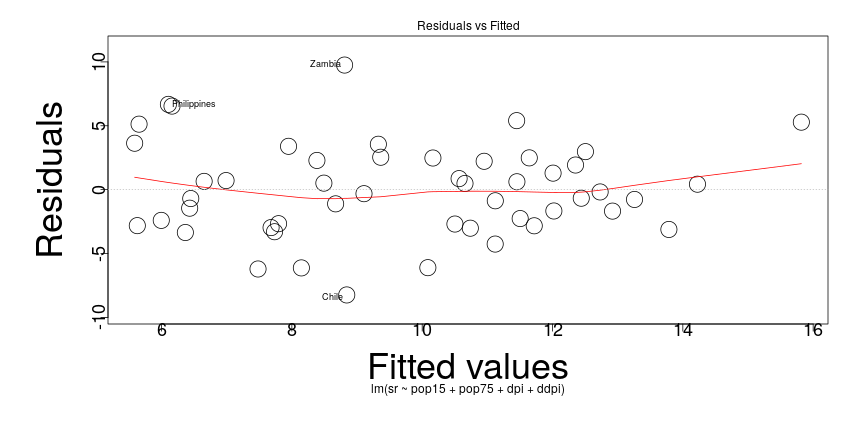 Residuals vs Fitted
Residuals
10
5
0
-5
-10
Zambia
Philippines
Chile
6 8 10 12 14 16
Fitted values
lm(sr ~ pop15 + pop75 + dpi + ddpi)